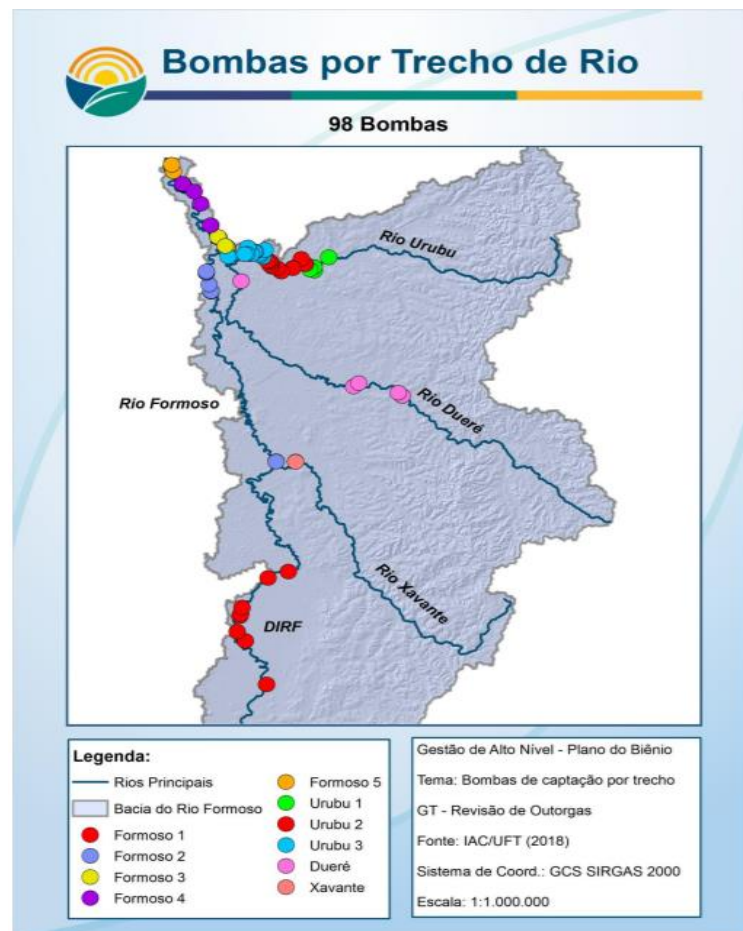 Bombas por Trecho de Rio
98 Bombas
Rio Urubu
Rio Formoso
Rio Dueré
Rio Xavante
DIRF
Legenda:
Rios Principais
Bacia do Rio Formoso
Formoso 1
Formoso 2
Formoso 3
Formoso 4
Formoso 5
Urubu 1
Urubu 2
Urubu 3
Dueré
Xavante
Gestão de Alto Nível - Plano do Biênio
Tema: Bombas de captação por trecho
GT - Revisão de Outorgas
Fonte: IAC/UFT (2018)
Sistema de Coord.: GCS SIRGAS 2000
Escala: 1:1.000.000